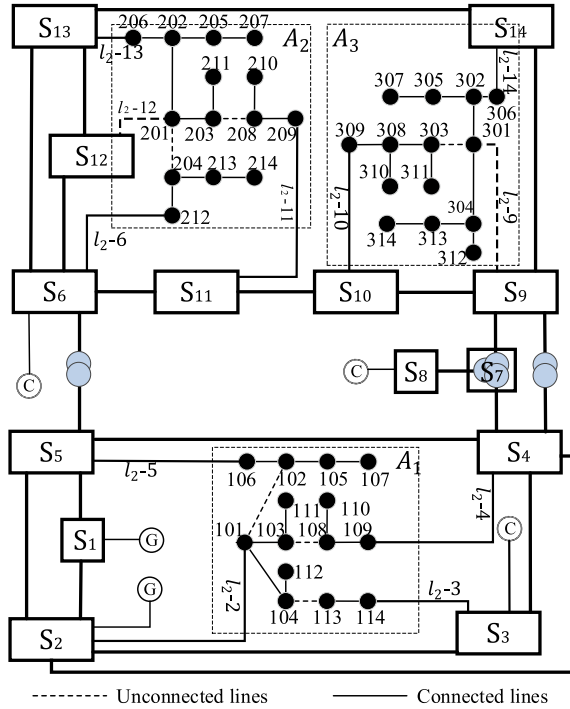 S13
206 202 205 207
A2
A3
S14
l2-13
211 210
307 305 302
l2-14
306
l2-12
201 203 208 209
309 308 303 301
S12
204 213 214
310 311
l2-11
l2-10
l2-9
212
304
l2-6
314 313
312
S6
S11
S10
S9
C
C
S8
S7
S5
S4
A1
l2-5
106 102 105 107
l2-4
111 110
C
S1
G
101 103 108 109
112
G
l2-2
l2-3
104 113 114
S2
S3
Unconnected lines
Connected lines